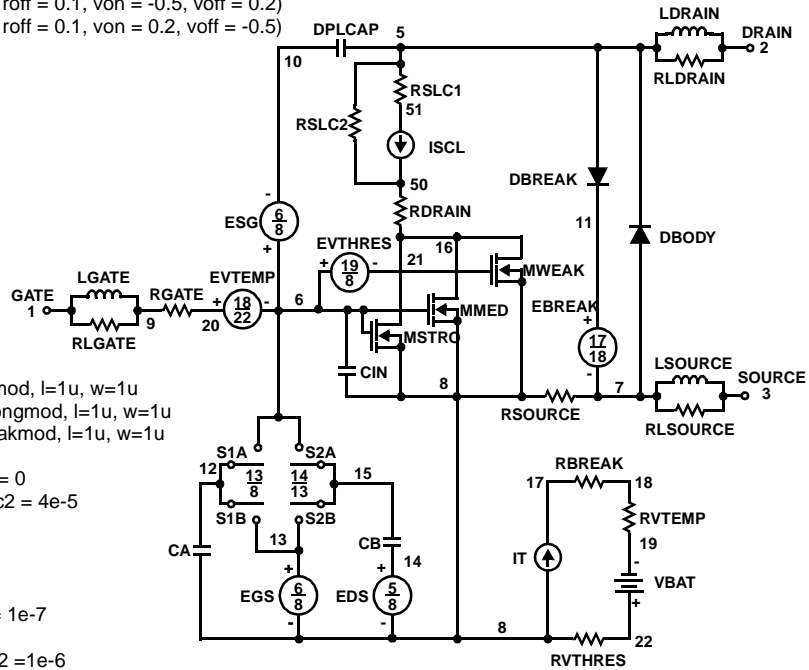 roff = 0.1, von = -0.5, voff = 0.2)
roff = 0.1, von = 0.2, voff = -0.5)
LDRAIN
DPLCAP
5
DRAIN
2
10
RLDRAIN
RSLC1
51
RSLC2
ISCL
50
DBREAK
RDRAIN
11
DBODY
-
ESG
6
8
+
EVTHRES
+
19
8
-
21
16
MWEAK
LGATE
GATE
1
RLGATE
9
RGATE
20
EVTEMP
+
18
22
-
6
MMED
MSTRO
EBREAK
+
17
18
-
CIN
8
RSOURCE
7
LSOURCE
SOURCE
3
RLSOURCE
mod, l=1u, w=1u
ongmod, l=1u, w=1u
akmod, l=1u, w=1u
= 0
c2 = 4e-5
= 1e-7
2 =1e-6
S1A
S2A
12
13
8
14
13
15
S1B
S2B
13
CA
CB
14
+
EGS
6
8
-
+
EDS
5
8
-
8
RBREAK
17
18
RVTEMP
19
IT
-
VBAT
+
22
RVTHRES